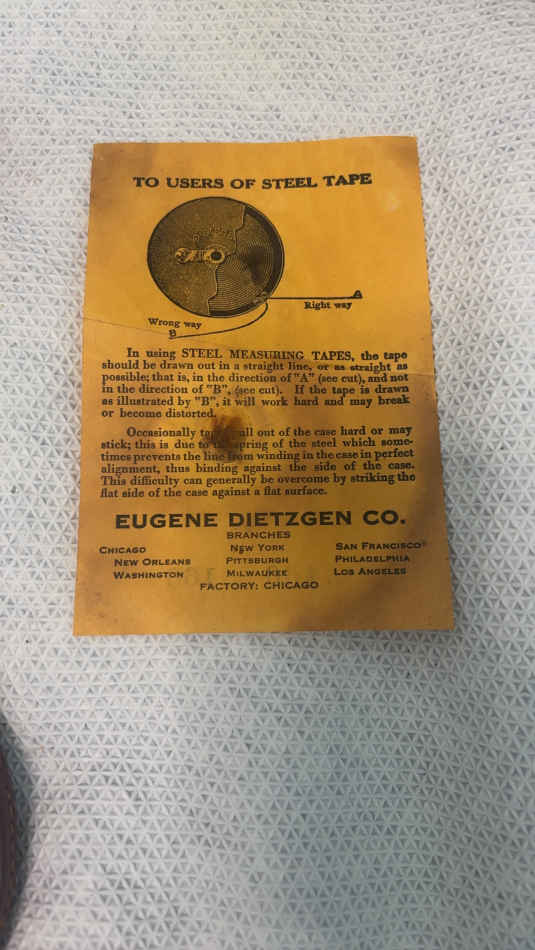 TO USERS OF STEEL TAPE
Right way
A
Wrong way
B
In using STEEL MEASURING TAPES, the tape
should be drawn out in a straight line, or as straight as
possible; that is, in the direction of "A" (see cut), and not
in the direction of "B", (see cut). If the tape is drawn
as illustrated by "B", it will work hard and may break
or become distorted.
Occasionally pull out of the case hard or may
stick; this is due to spring of the steel which some-
times prevents the line from winding in the case in perfect
alignment, thus binding against the side of the case.
This difficulty can generally be overcome by striking the
flat side of the case against a flat surface.
EUGENE DIETZGEN CO.
BRANCHES
CHICAGO NEW YORK SAN FRANCISCO
NEW ORLEANS PITTSBURGH PHILADELPHIA
WASHINGTON MILWAUKEE LOS ANGELES
FACTORY: CHICAGO